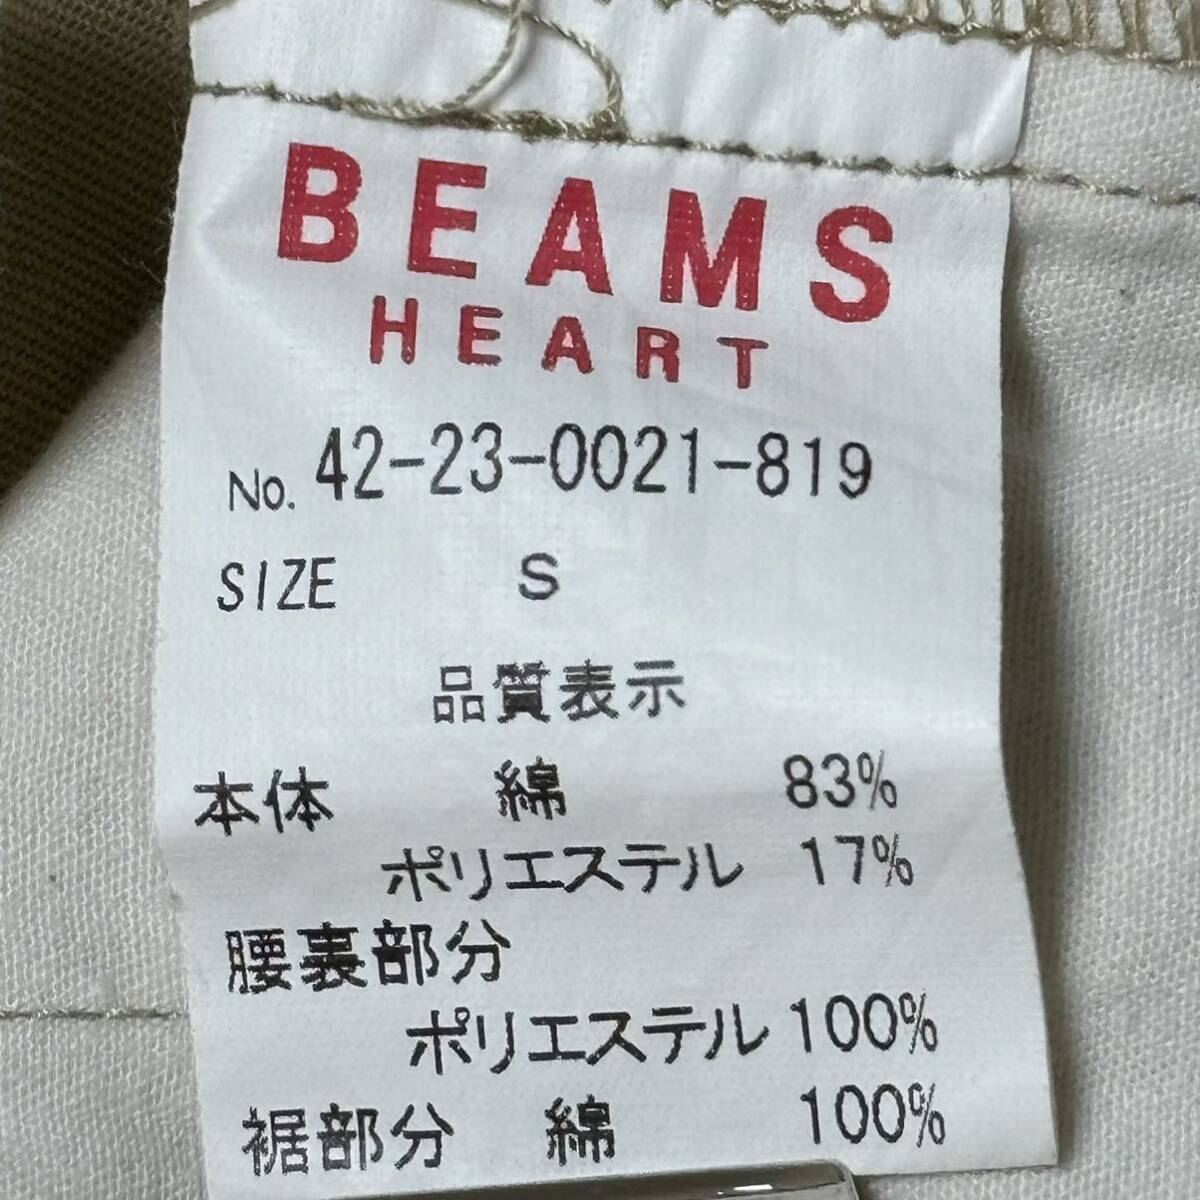 BEAMS
HEART
No. 42-23-0021-819
SIZE S
品質表示
本体 綿 83%
ポリエステル 17%
腰裏部分
ポリエステル 100%
裾部分 綿 100%